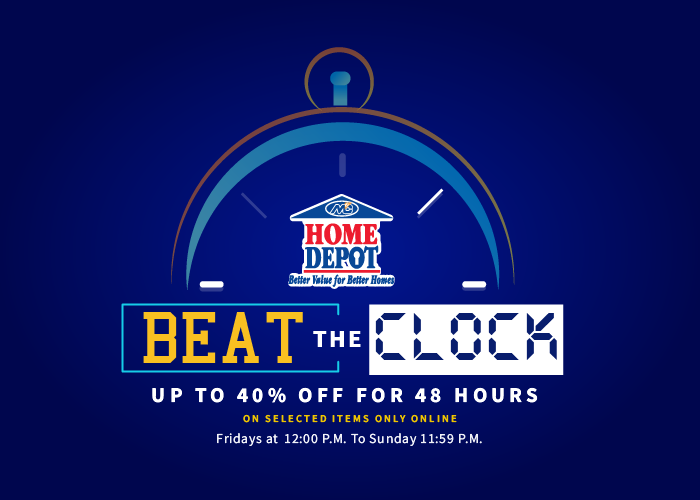 MC
HOME
DEPOT
Better Value for Better Homes
BEAT THE CLOCK
UP TO 40% OFF FOR 48 HOURS
ON SELECTED ITEMS ONLY ONLINE
Fridays at 12:00 P.M. To Sunday 11:59 P.M.